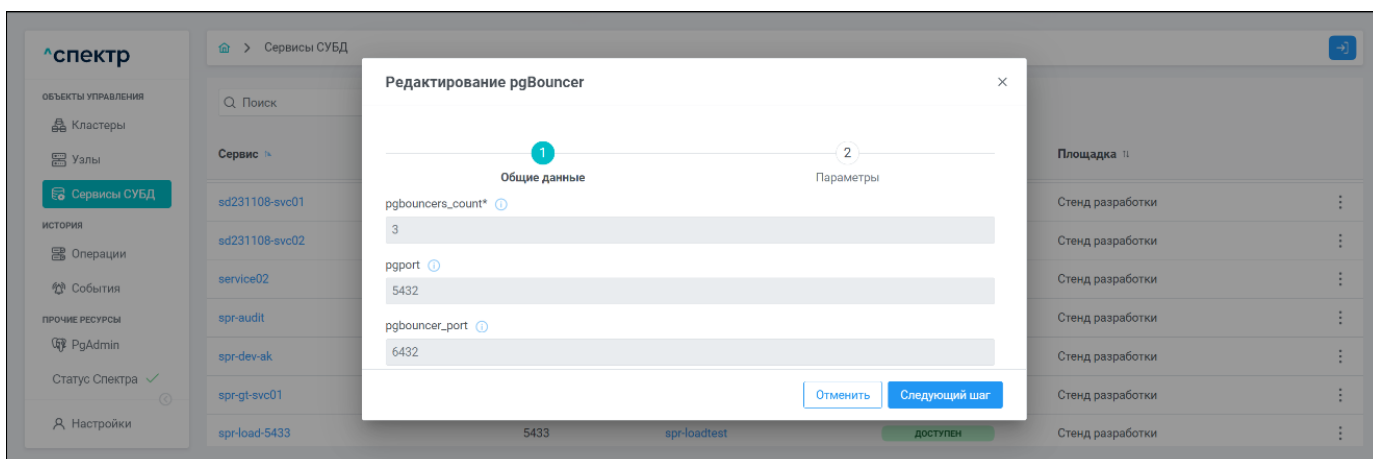 ^спектр
ОБЪЕКТЫ УПРАВЛЕНИЯ
Кластеры
Узлы
Сервисы СУБД
ИСТОРИЯ
Операции
События
ПРОЧИЕ РЕСУРСЫ
PgAdmin
Статус Спектра
Настройки
> Сервисы СУБД
Поиск
Сервис
Площадка
sd231108-svc01
Стенд разработки
sd231108-svc02
Стенд разработки
service02
Стенд разработки
spr-audit
Стенд разработки
spr-dev-ak
Стенд разработки
spr-gt-svc01
Стенд разработки
spr-load-5433 5433 spr-loadtest ДОСТУПЕН Стенд разработки
Редактирование pgBouncer
1 2
Общие данные Параметры
pgbouncers_count*
3
pgport
5432
pgbouncer_port
6432
Отменить Следующий шаг